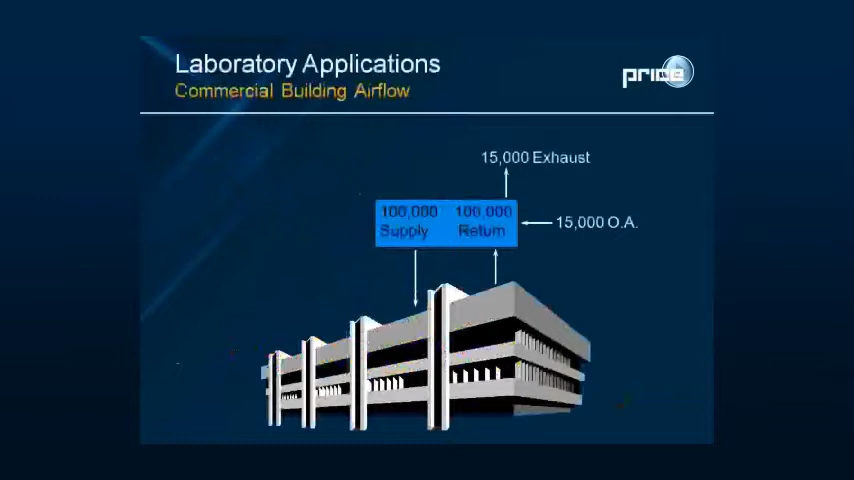 Laboratory Applications
Commercial Building Airflow
price
15,000 Exhaust
100,000 100,000
Supply Return
15,000 O.A.